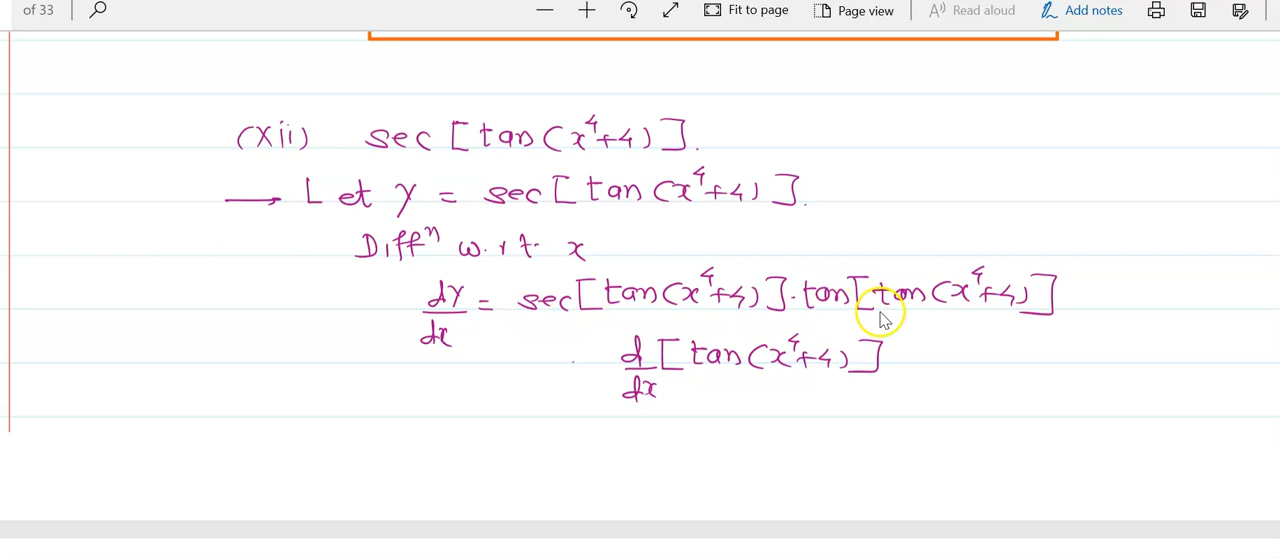 of 33 Fit to page Page view Read aloud Add notes
(xii) sec [tan(x⁴+4)].
Let y = sec[tan(x⁴+4)].
Diffⁿ w.r.t. x
dy/dx = sec[tan(x⁴+4)].tan[tan(x⁴+4)]
d/dx [tan(x⁴+4)]